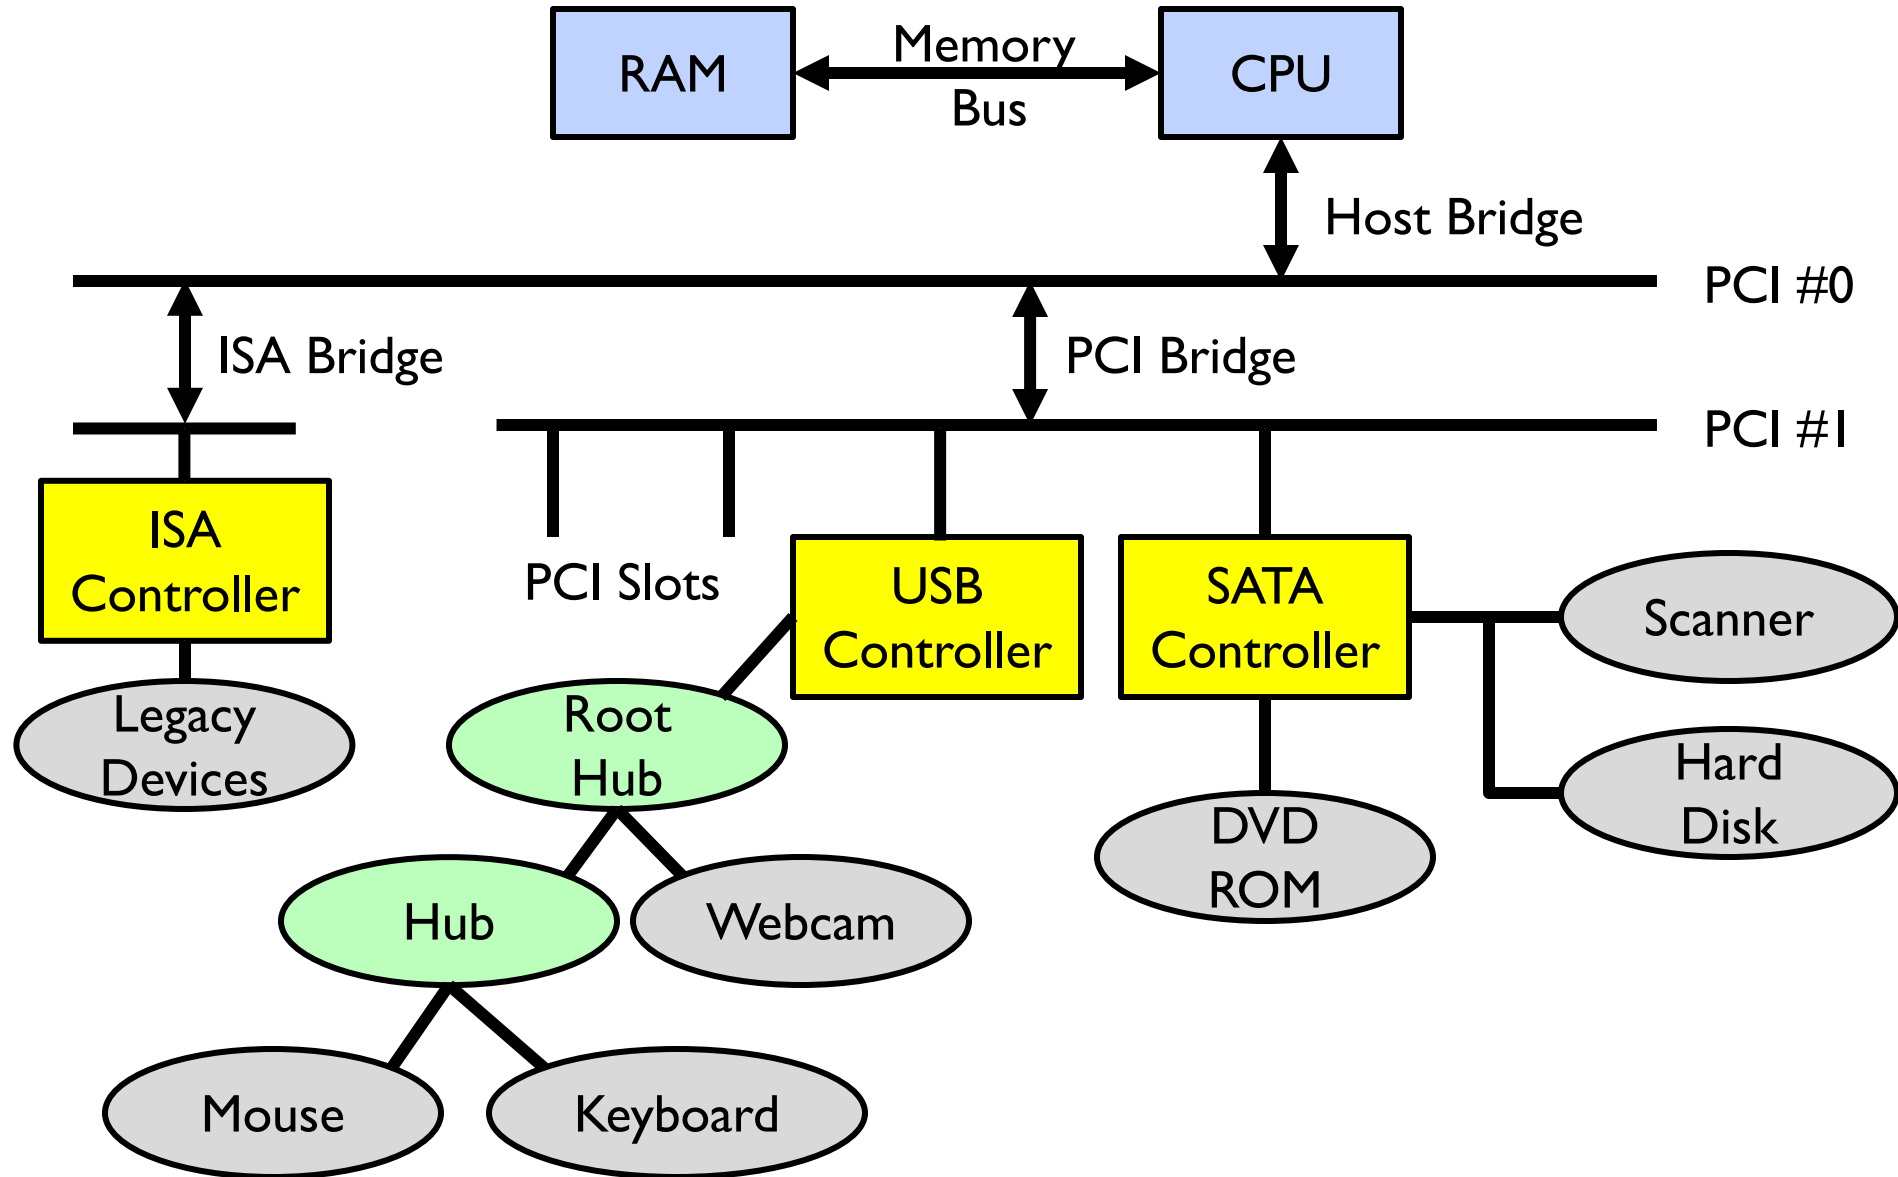 RAM
Memory
Bus
CPU
Host Bridge
PCI #0
ISA Bridge
PCI Bridge
PCI #1
ISA
Controller
PCI Slots
USB
Controller
SATA
Controller
Scanner
Legacy
Devices
Root
Hub
Hard
Disk
DVD
ROM
Hub
Webcam
Mouse
Keyboard